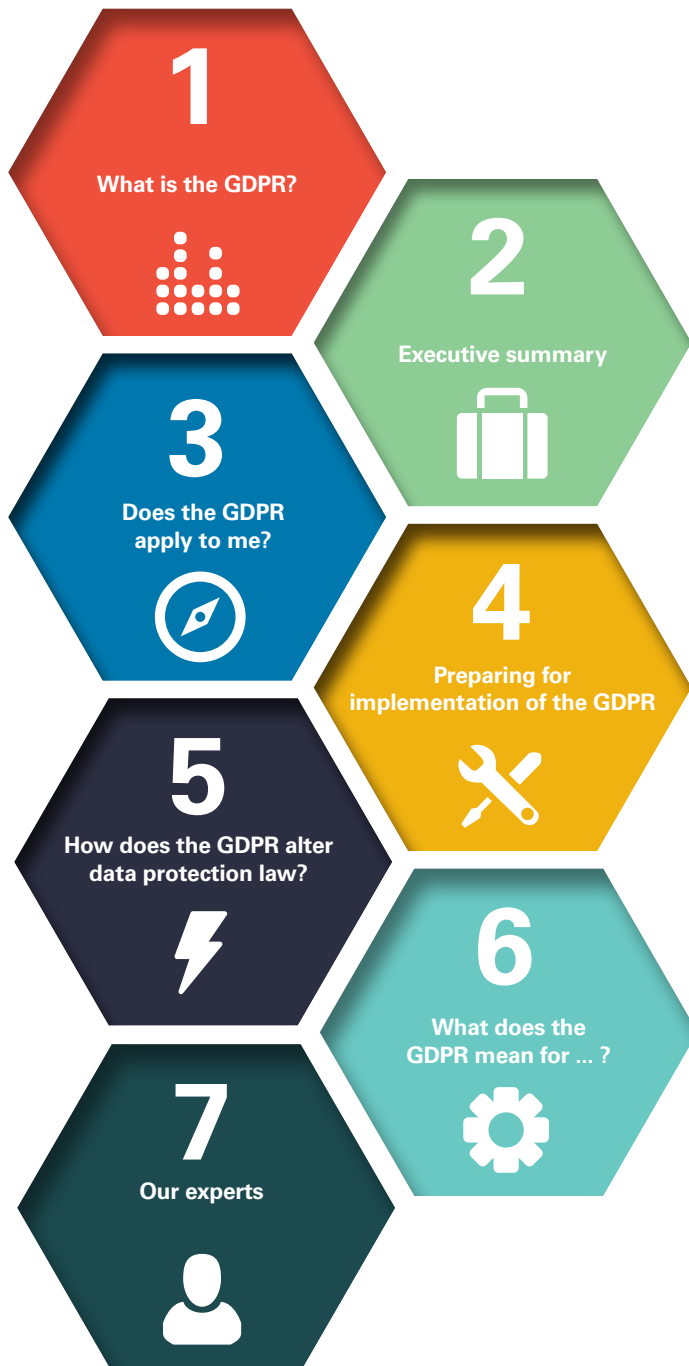 1
What is the GDPR?
2
Executive summary
3
Does the GDPR
apply to me?
4
Preparing for
implementation of the GDPR
5
How does the GDPR alter
data protection law?
6
What does the
GDPR mean for ... ?
7
Our experts